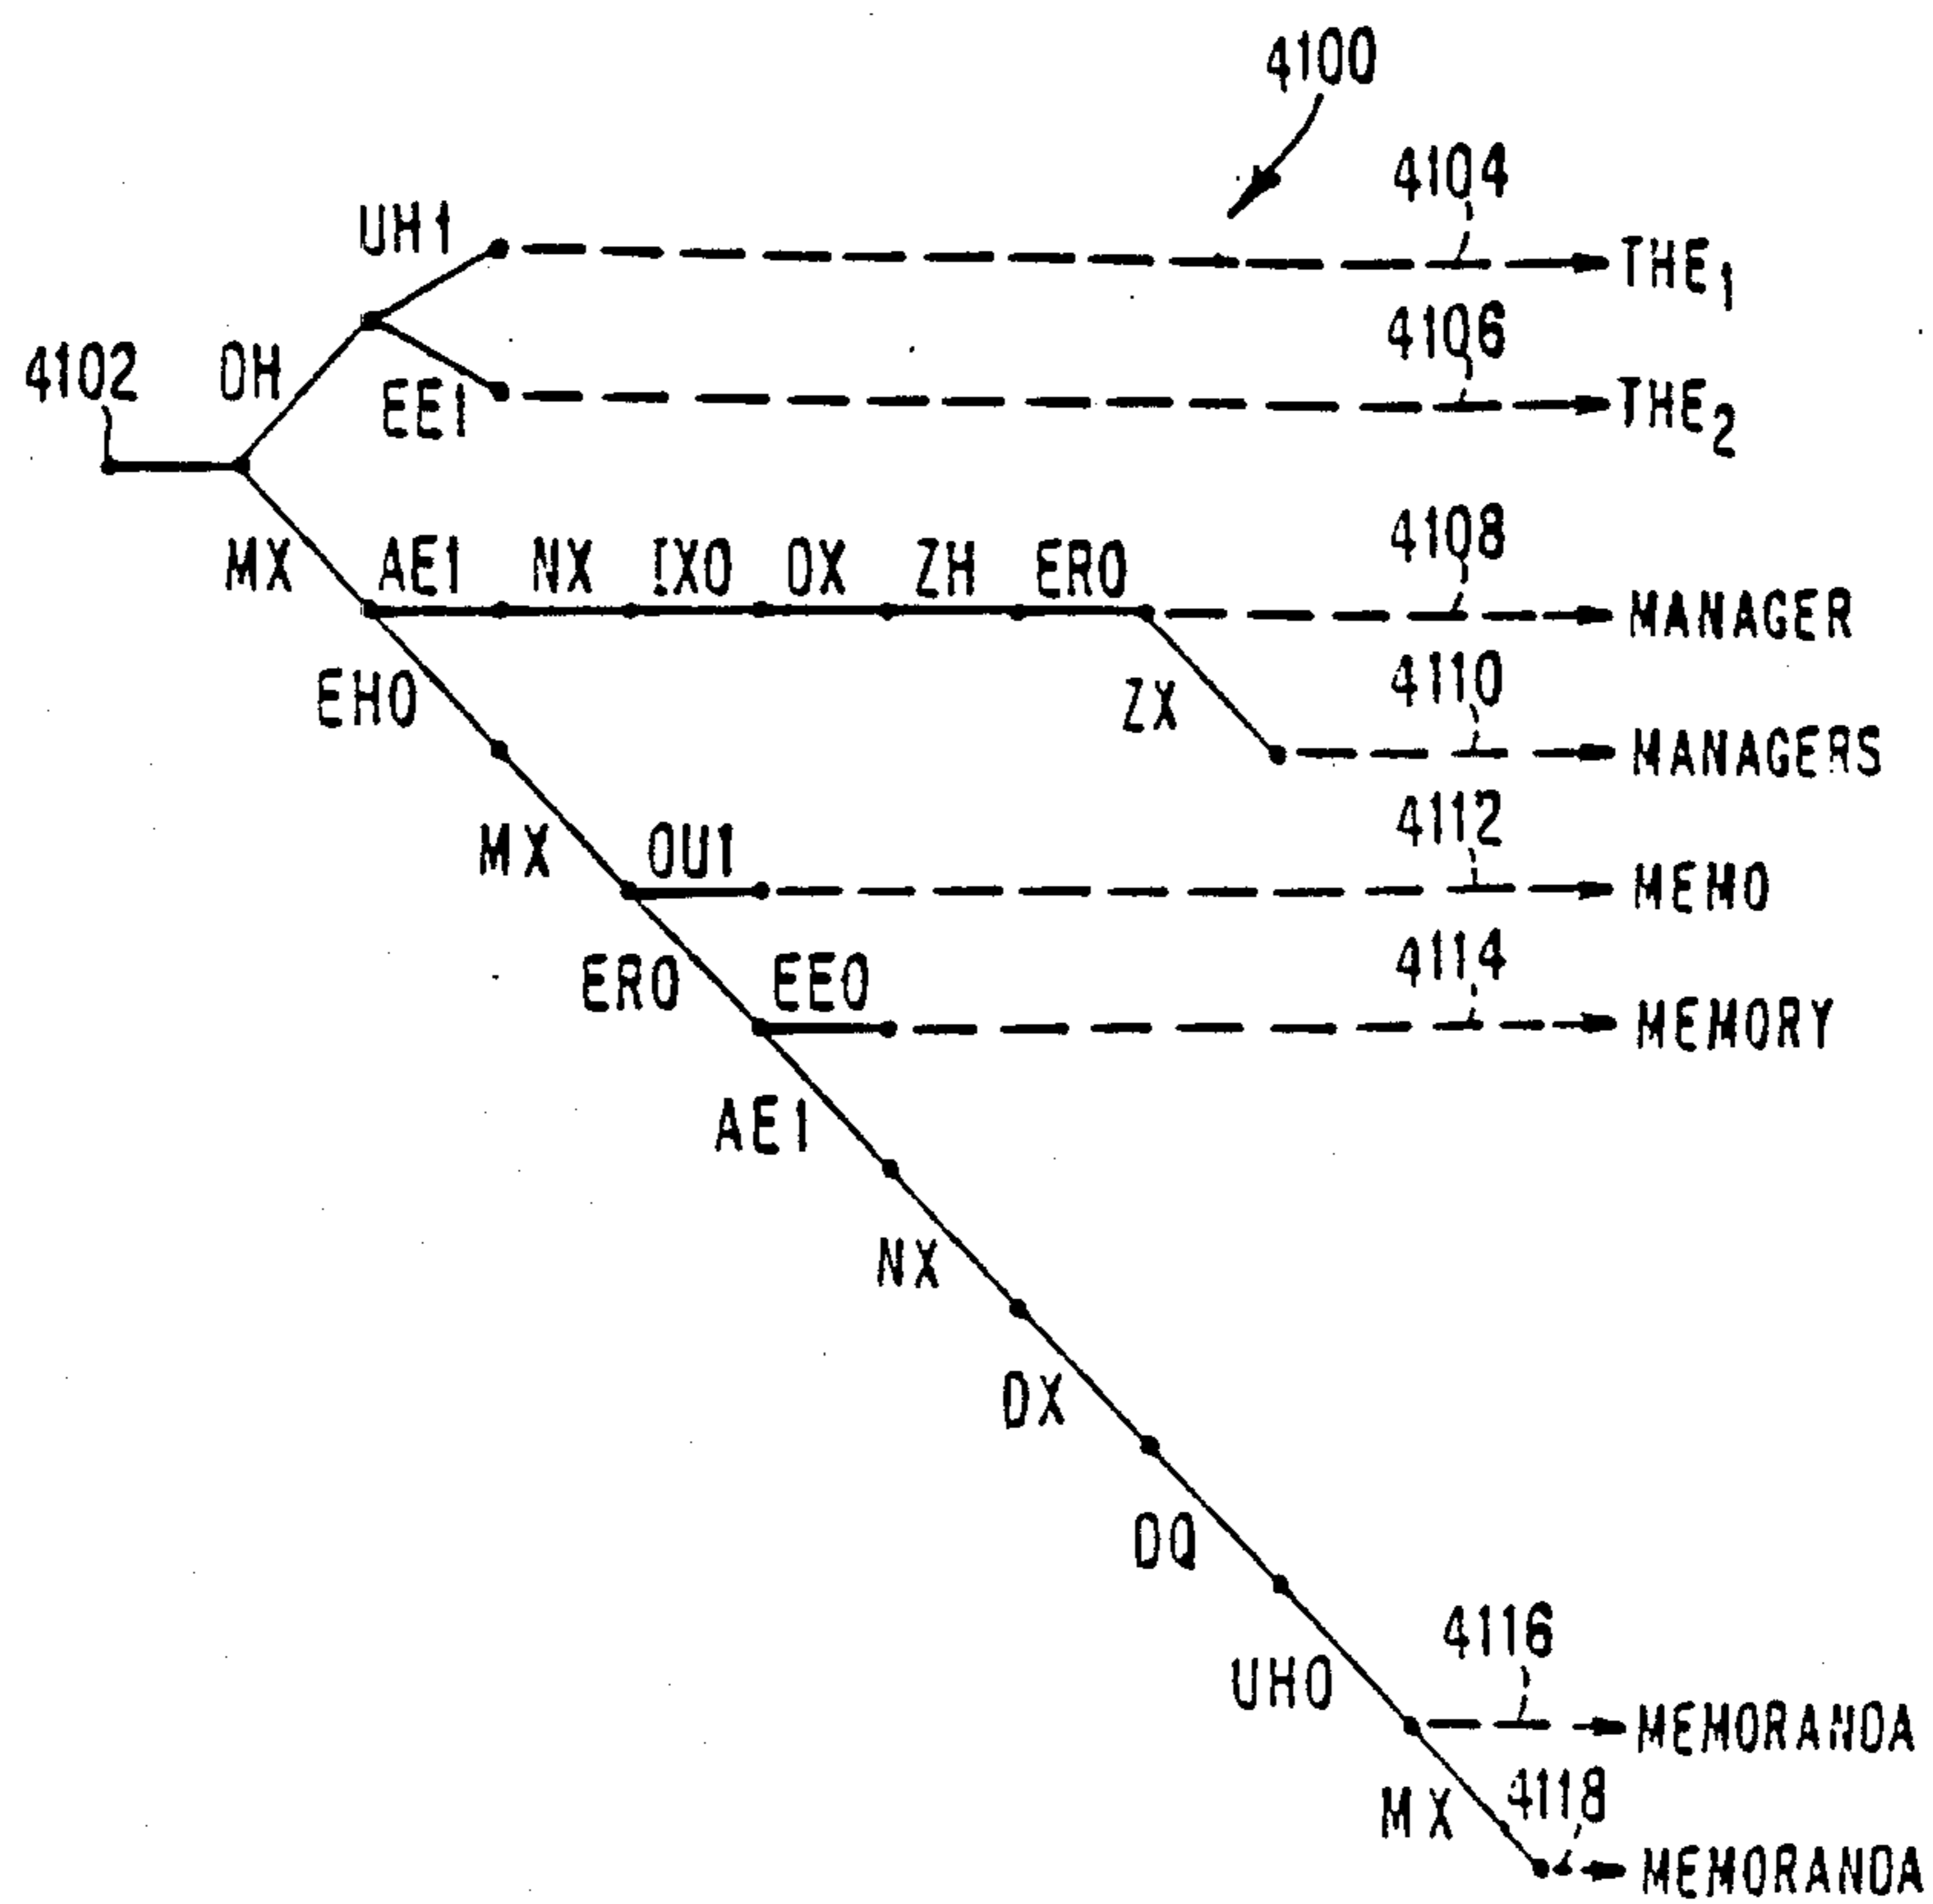 4100
4104
UH1
THE1
4106
4102
DH
EE1
THE2
4108
MX
AE1 NX IX0 DX ZH ER0
MANAGER
4110
EH0
ZX
MANAGERS
4112
MX
OU1
MEMO
4114
ER0
EE0
MEMORY
AE1
NX
DX
DQ
4116
UH0
MEMORANDA
4118
MX
MEMORANDA